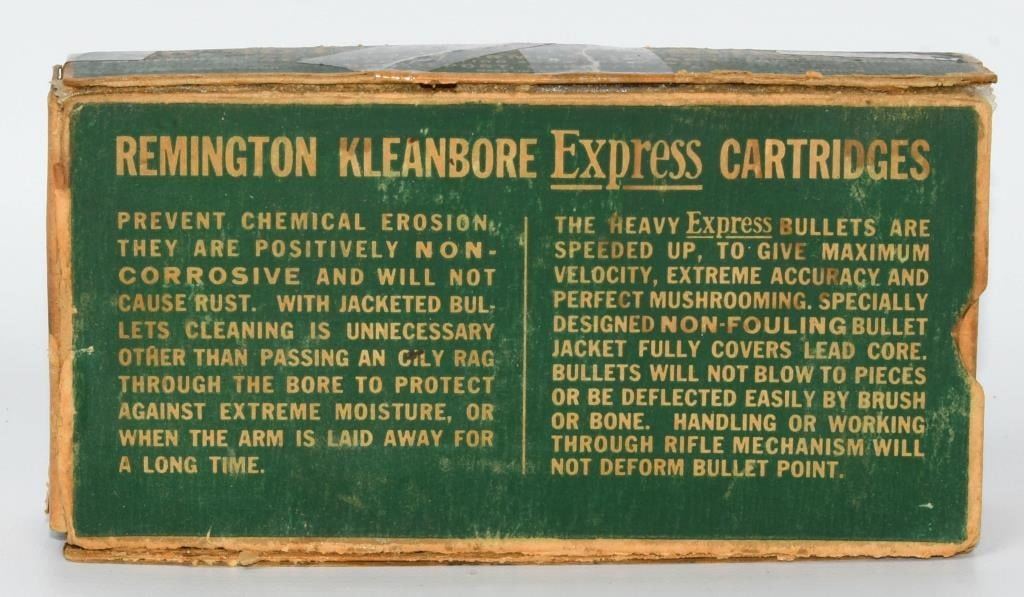 REMINGTON KLEANBORE Express CARTRIDGES
PREVENT CHEMICAL EROSION,
THEY ARE POSITIVELY NON-
CORROSIVE AND WILL NOT
CAUSE RUST. WITH JACKETED BUL-
LETS CLEANING IS UNNECESSARY
OTHER THAN PASSING AN OILY RAG
THROUGH THE BORE TO PROTECT
AGAINST EXTREME MOISTURE, OR
WHEN THE ARM IS LAID AWAY FOR
A LONG TIME.
THE HEAVY Express BULLETS ARE
SPEEDED UP, TO GIVE MAXIMUM
VELOCITY, EXTREME ACCURACY AND
PERFECT MUSHROOMING. SPECIALLY
DESIGNED NON-FOULING BULLET
JACKET FULLY COVERS LEAD CORE.
BULLETS WILL NOT BLOW TO PIECES
OR BE DEFLECTED EASILY BY BRUSH
OR BONE. HANDLING OR WORKING
THROUGH RIFLE MECHANISM WILL
NOT DEFORM BULLET POINT.